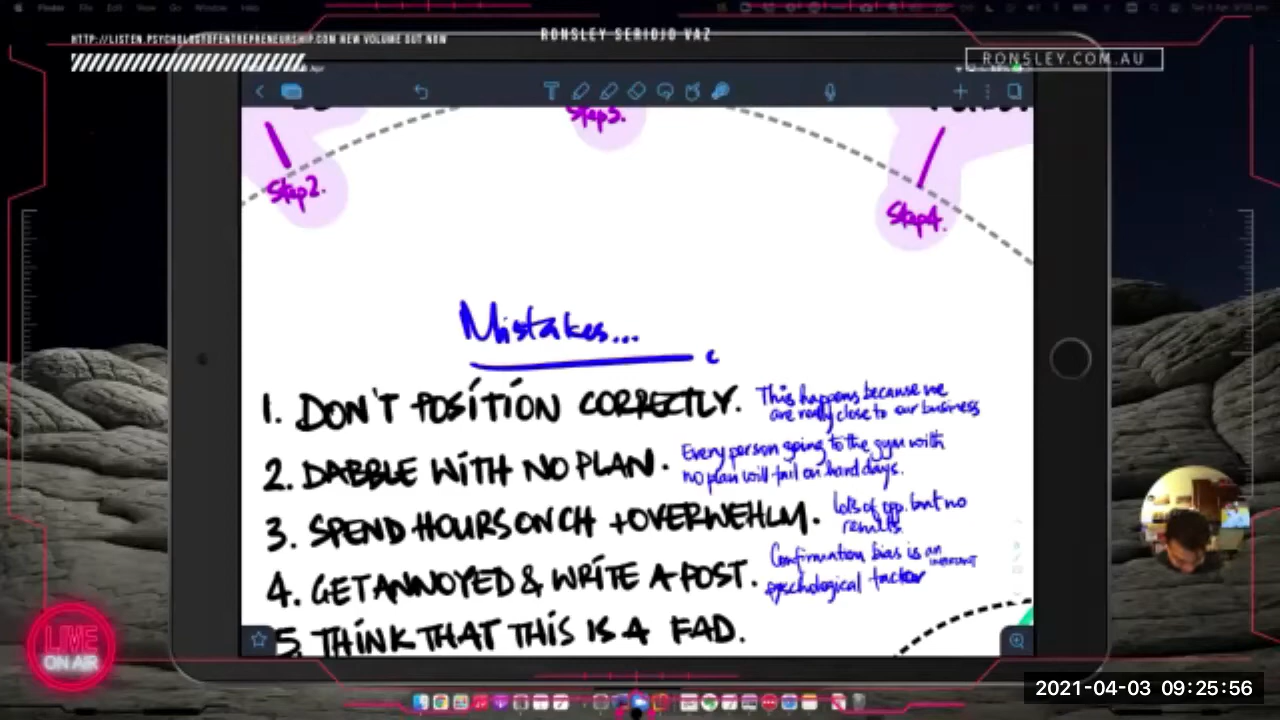 HTTP://LISTEN.PSYCHOLOGYOFENTREPRENEURSHIP.COM NEW VOLUME OUT NOW
RONSLEY SERIOJO VAZ
RONSLEY.COM.AU
Step2.
Step3.
Step4.
Mistakes...
1. DON'T POSITION CORRECTLY.
This happens because we
are really close to our business
2. DABBLE WITH NO PLAN.
Every person going to the gym with
no plan will fail on hard days.
3. SPEND HOURS ON CH + OVERWEHLM.
lots of opp. but no
results.
4. GET ANNOYED & WRITE A POST.
Confirmation bias is an IMPORTANT
psychological factor
5. THINK THAT THIS IS A FAD.
LIVE
ON AIR
2021-04-03 09:25:56